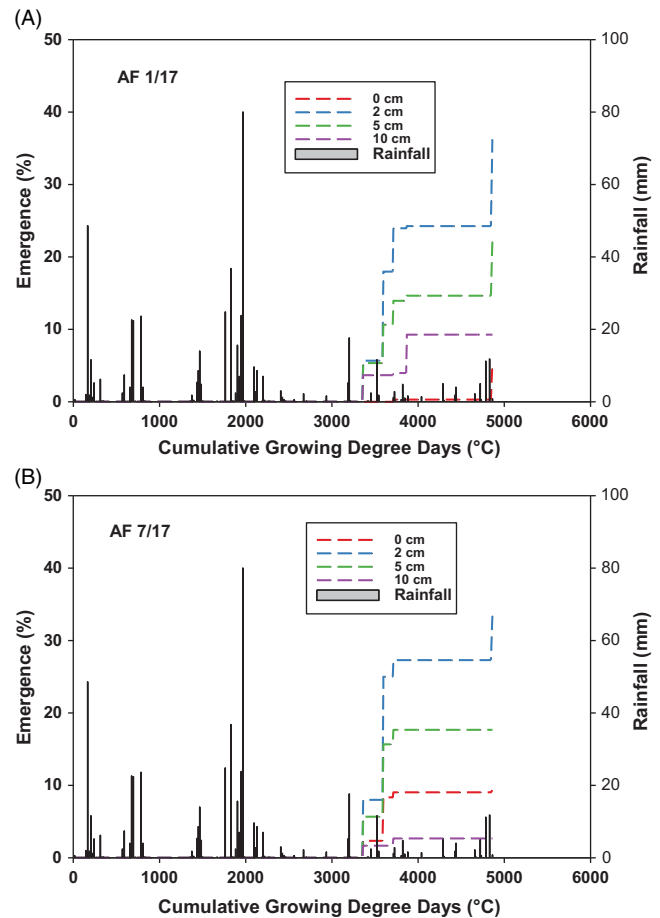 (A)
50
40
30
20
10
0
Emergence (%)
AF 1/17
0 cm
2 cm
5 cm
10 cm
Rainfall
100
80
60
40
20
0
Rainfall (mm)
0 1000 2000 3000 4000 5000 6000
Cumulative Growing Degree Days (°C)
(B)
50
40
30
20
10
0
Emergence (%)
AF 7/17
0 cm
2 cm
5 cm
10 cm
Rainfall
100
80
60
40
20
0
Rainfall (mm)
0 1000 2000 3000 4000 5000 6000
Cumulative Growing Degree Days (°C)